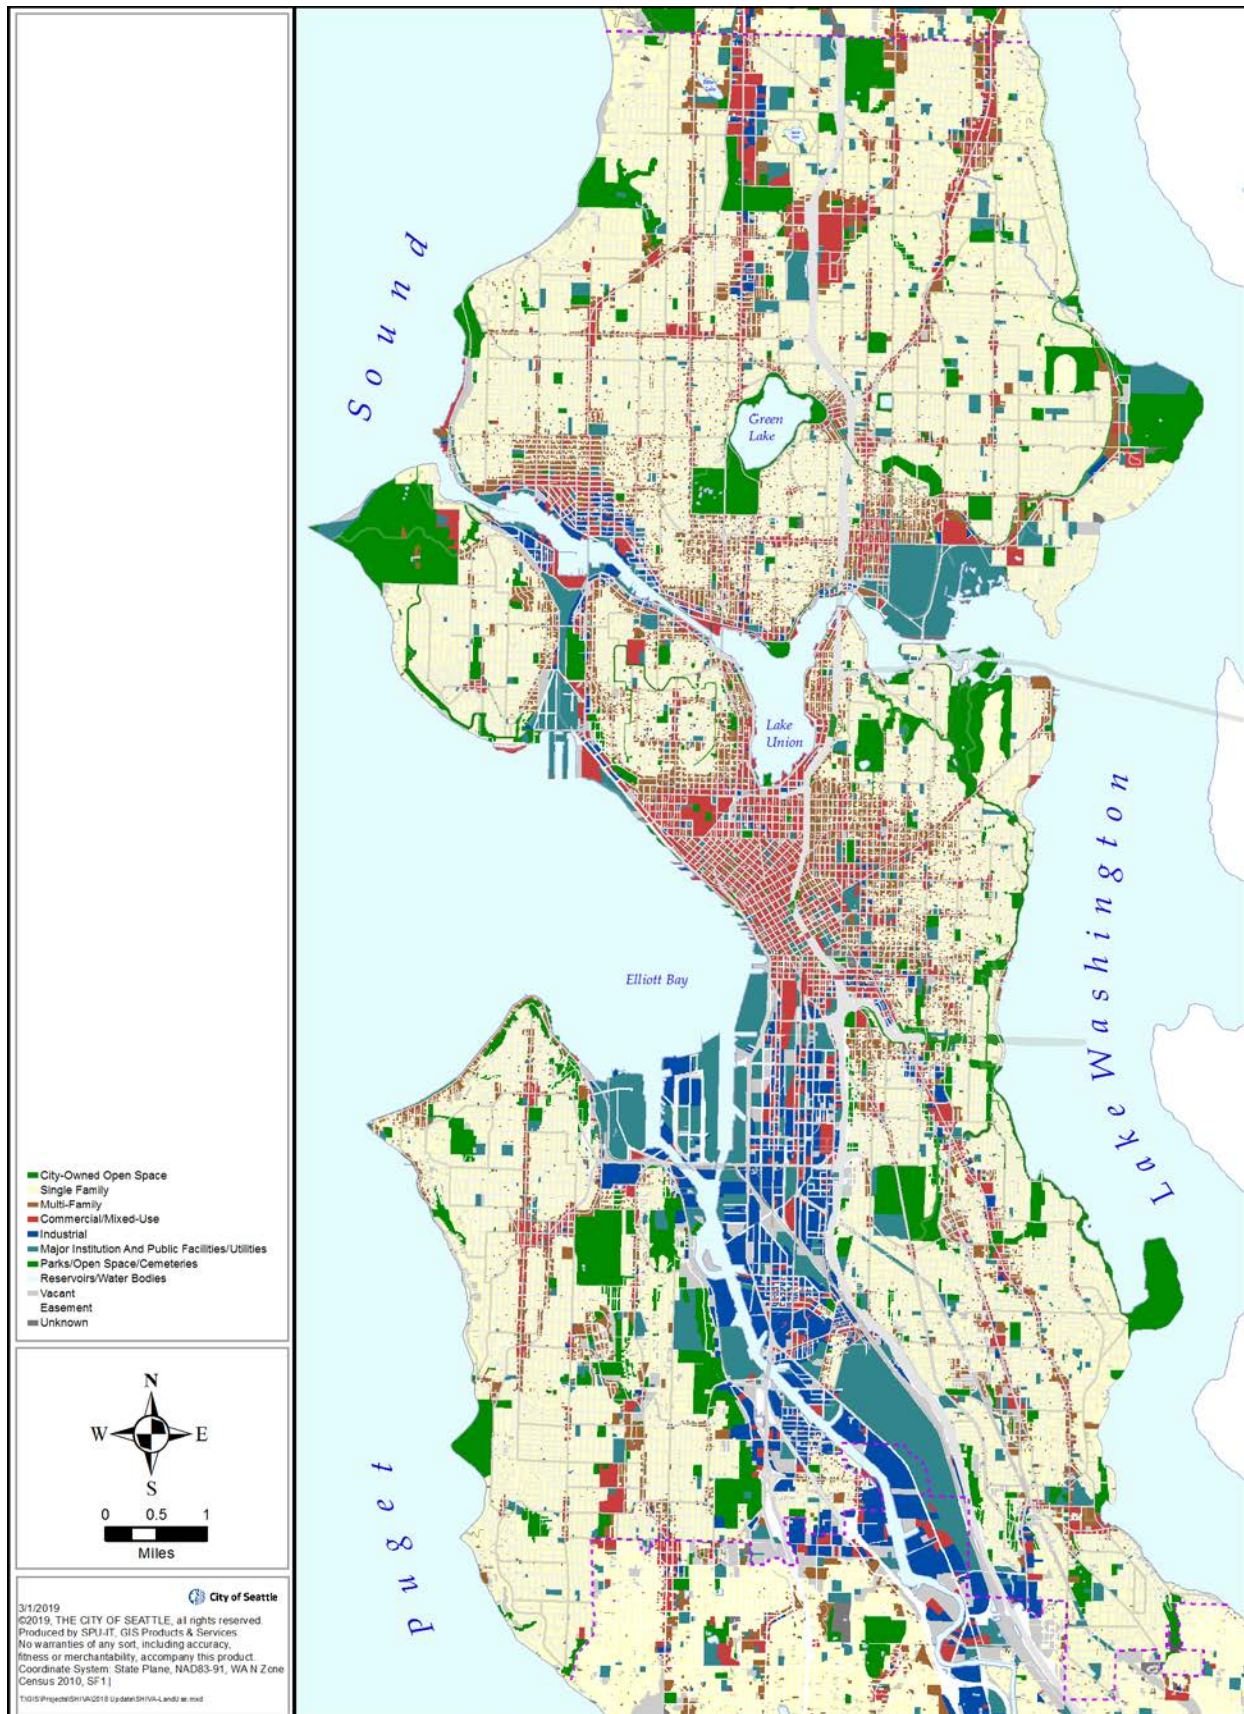 Sound
Green
Lake
Lake
Union
Elliott Bay
Lake Washington
Puget
City-Owned Open Space
Single Family
Multi-Family
Commercial/Mixed-Use
Industrial
Major Institution And Public Facilities/Utilities
Parks/Open Space/Cemeteries
Reservoirs/Water Bodies
Vacant
Easement
Unknown
N
W E
S
0 0.5 1
Miles
City of Seattle
3/1/2019
©2019, THE CITY OF SEATTLE, all rights reserved.
Produced by SPU-IT, GIS Products & Services.
No warranties of any sort, including accuracy,
fitness or merchantability, accompany this product.
Coordinate System: State Plane, NAD83-91, WA N Zone
Census 2010, SF1 |